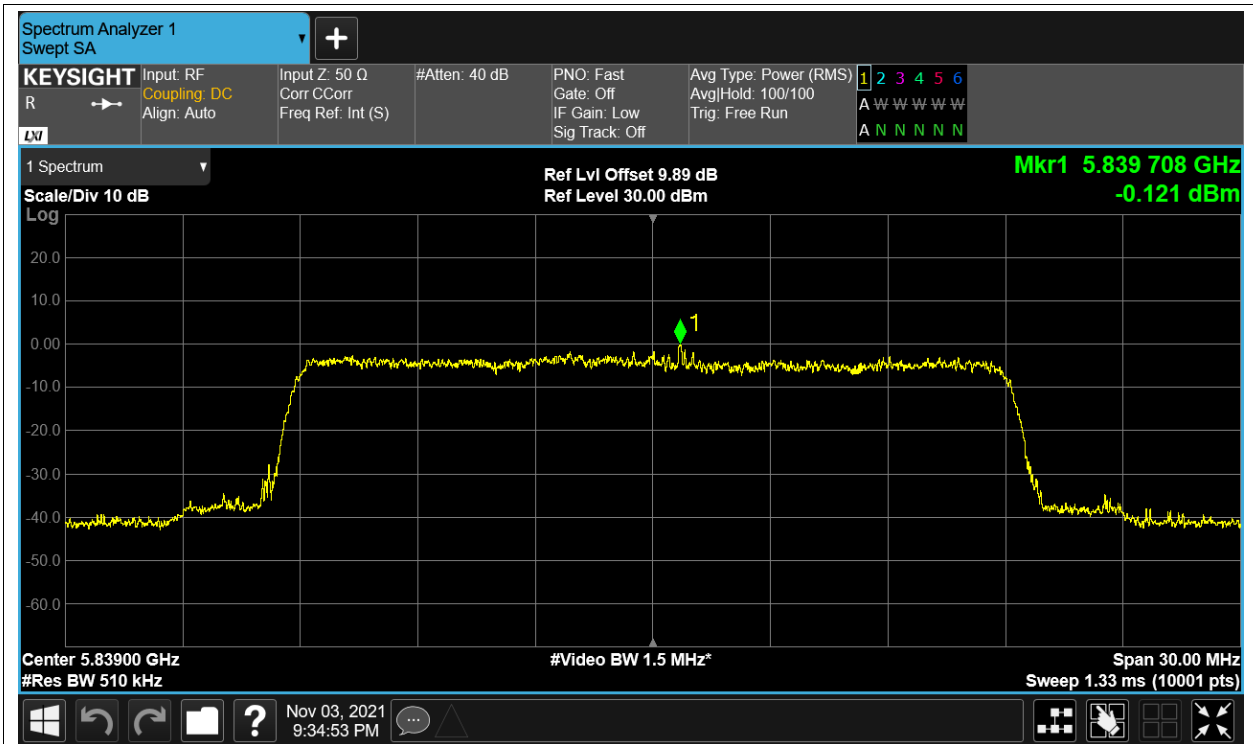 Spectrum Analyzer 1
Swept SA
KEYSIGHT
R
LXI
Input: RF
Coupling: DC
Align: Auto
Input Z: 50 Ω
Corr CCorr
Freq Ref: Int (S)
#Atten: 40 dB
PNO: Fast
Gate: Off
IF Gain: Low
Sig Track: Off
Avg Type: Power (RMS)
Avg|Hold: 100/100
Trig: Free Run
1 2 3 4 5 6
A W W W W W
A N N N N N
1 Spectrum
Scale/Div 10 dB
Log
Ref Lvl Offset 9.89 dB
Ref Level 30.00 dBm
Mkr1 5.839 708 GHz
-0.121 dBm
20.0
10.0
0.00
-10.0
-20.0
-30.0
-40.0
-50.0
-60.0
1
Center 5.83900 GHz
#Res BW 510 kHz
#Video BW 1.5 MHz*
Span 30.00 MHz
Sweep 1.33 ms (10001 pts)
?
Nov 03, 2021
9:34:53 PM